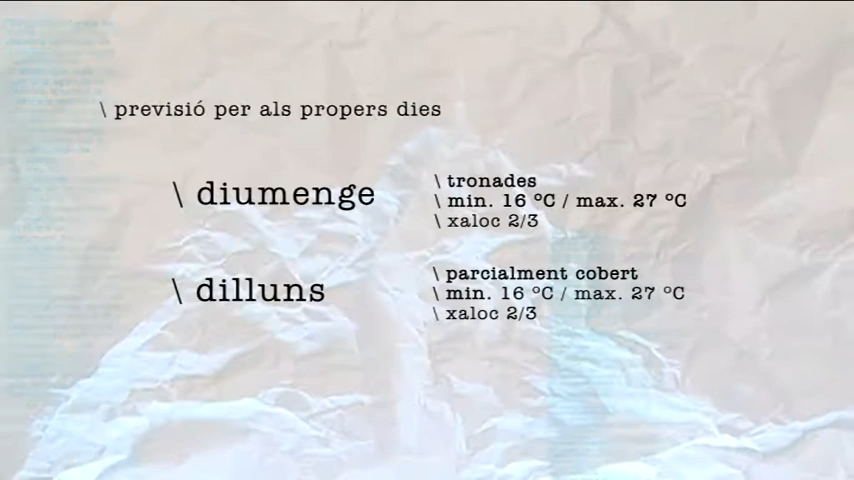 \ previsió per als propers dies
\ diumenge
\ tronades
\ min. 16 ºC / max. 27 ºC
\ xaloc 2/3
\ dilluns
\ parcialment cobert
\ min. 16 ºC / max. 27 ºC
\ xaloc 2/3